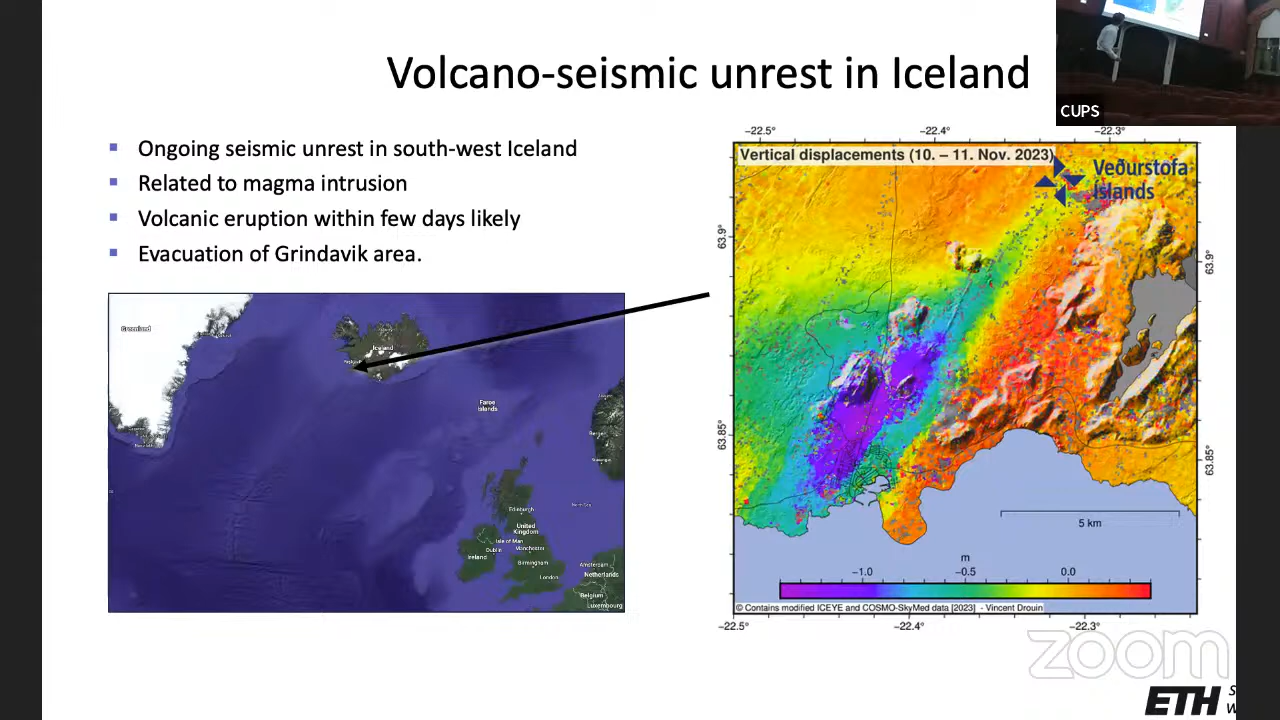 Volcano-seismic unrest in Iceland
CUPS
Ongoing seismic unrest in south-west Iceland
Related to magma intrusion
Volcanic eruption within few days likely
Evacuation of Grindavik area.
Greenland
Iceland
Faroe
Islands
Bergen
Edinburgh
United
Kingdom
Isle of Man
Dublin
Manchester
Ireland
Birmingham
London
Amsterdam
Netherlands
Belgium
Luxembourg
−22.5° −22.4° −22.3°
Vertical displacements (10. – 11. Nov. 2023)
Veðurstofa
Íslands
63.9° 63.9°
63.85° 63.85°
5 km
m
−1.0 −0.5 0.0
© Contains modified ICEYE and COSMO-SkyMed data [2023] - Vincent Drouin
−22.5° −22.4° −22.3°
zoom
ETH